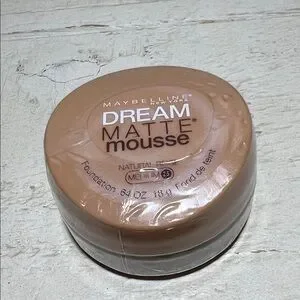 MAYBELLINE®
NEW YORK
DREAM
MATTE®
mousse
NATURAL
Foundation .64 OZ 18 g Fond de teint